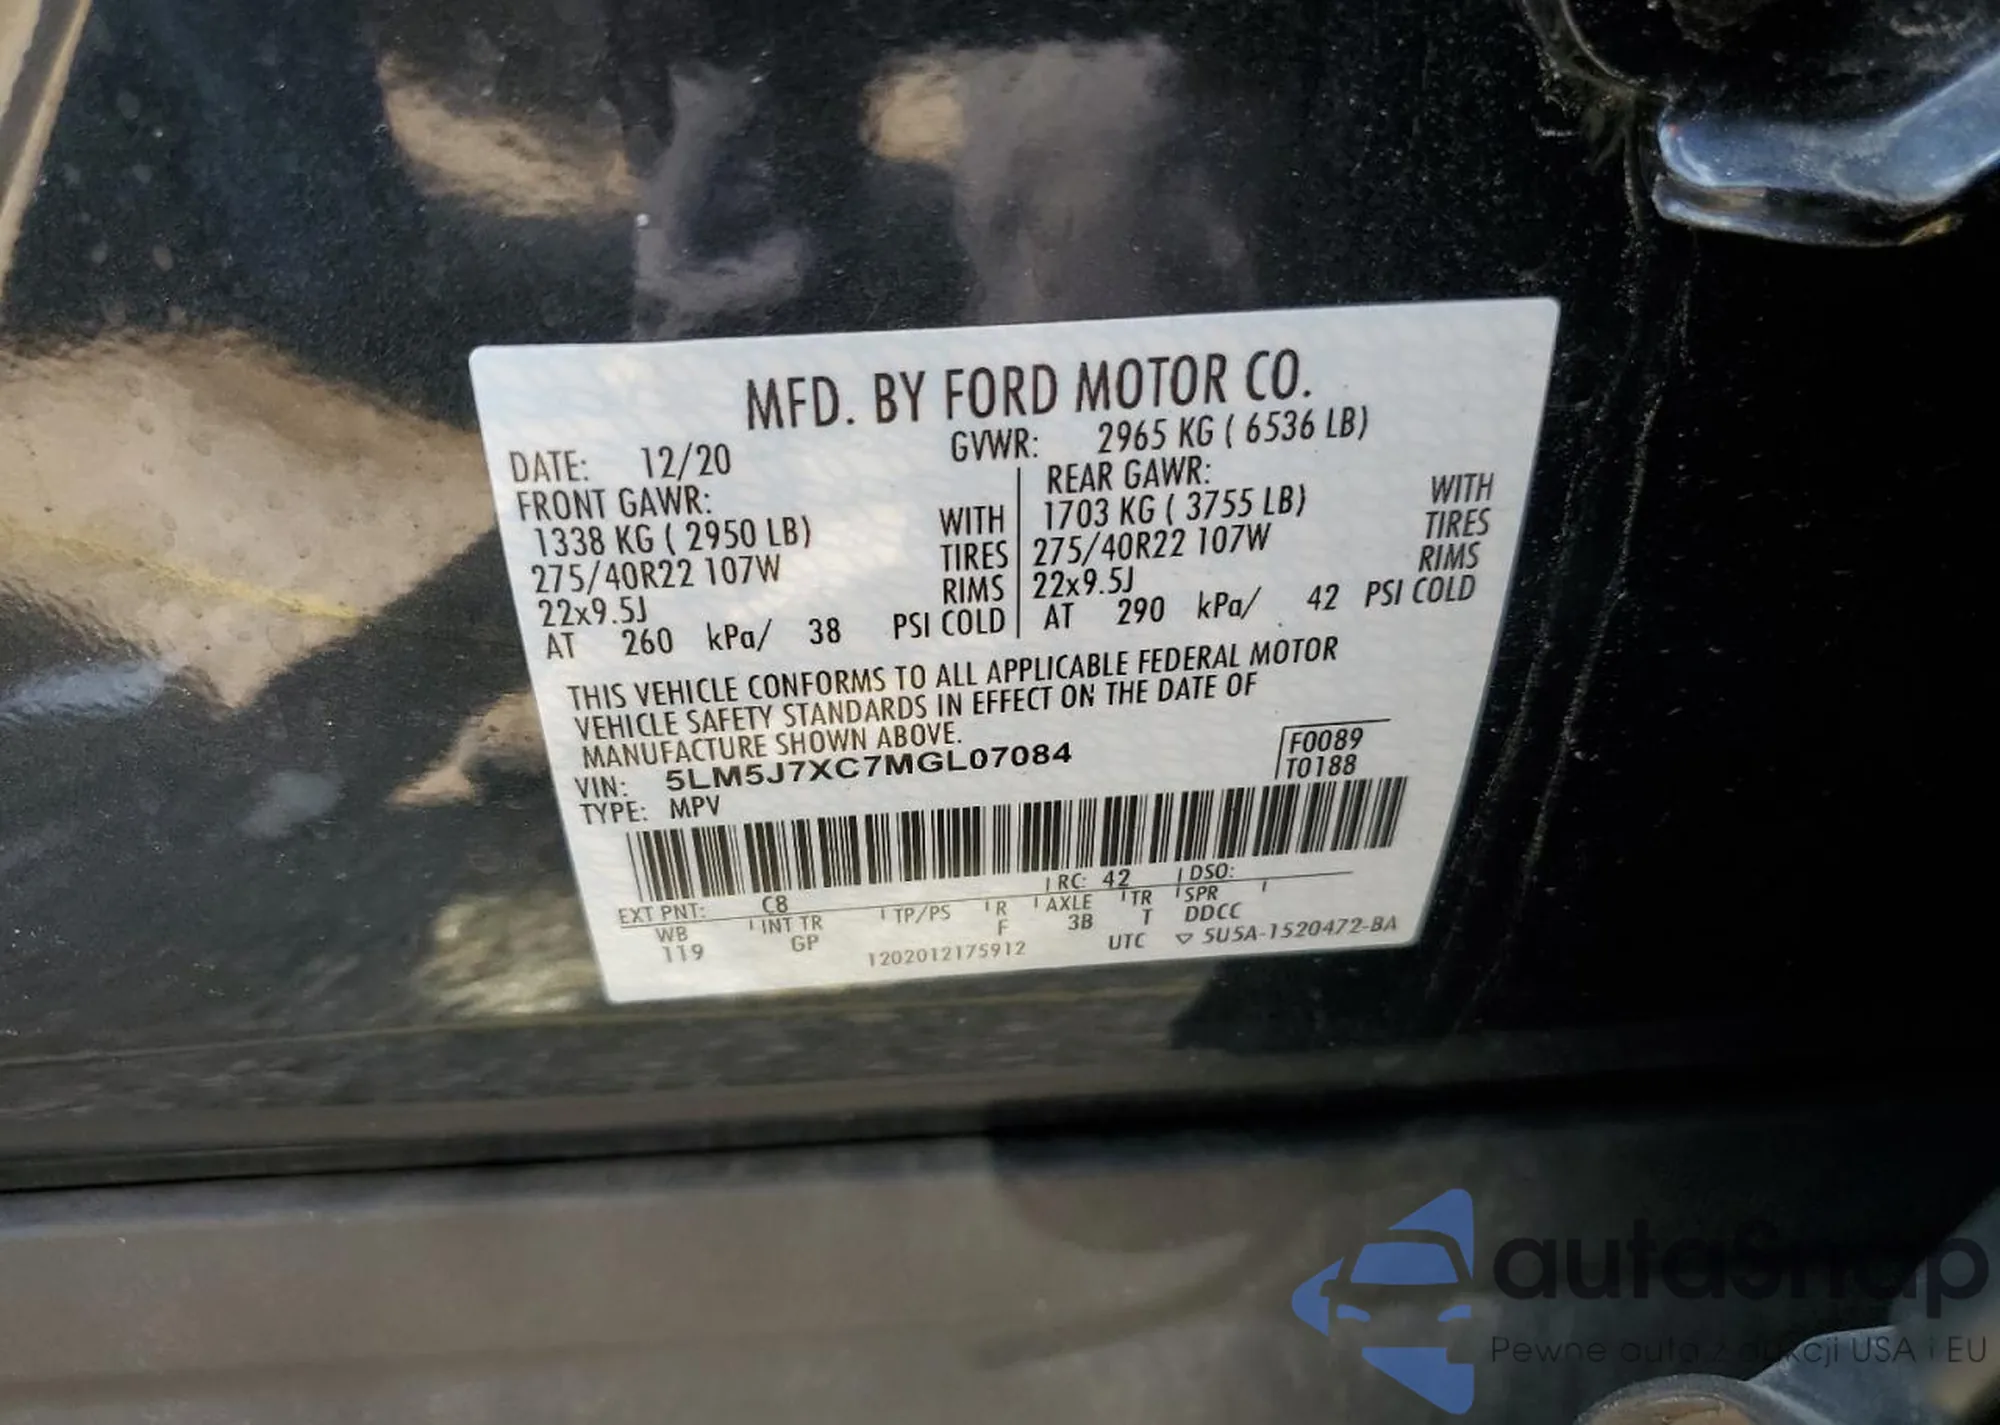 MFD. BY FORD MOTOR CO.
DATE: 12/20 GVWR: 2965 KG ( 6536 LB)
FRONT GAWR: REAR GAWR:
1338 KG ( 2950 LB) WITH 1703 KG ( 3755 LB) WITH
275/40R22 107W TIRES 275/40R22 107W TIRES
22x9.5J RIMS 22x9.5J RIMS
AT 260 kPa/ 38 PSI COLD AT 290 kPa/ 42 PSI COLD
THIS VEHICLE CONFORMS TO ALL APPLICABLE FEDERAL MOTOR
VEHICLE SAFETY STANDARDS IN EFFECT ON THE DATE OF
MANUFACTURE SHOWN ABOVE.
VIN: 5LM5J7XC7MGL07084 F0089
TYPE: MPV T0188
EXT PNT: C8 RC: 42 DSO:
WB INT TR TP/PS R AXLE TR SPR
119 GP F 3B T DDCC
1202012175912 UTC ▽ 5U5A-1520472-BA
autaSnap
Pewne auta z aukcji USA i EU